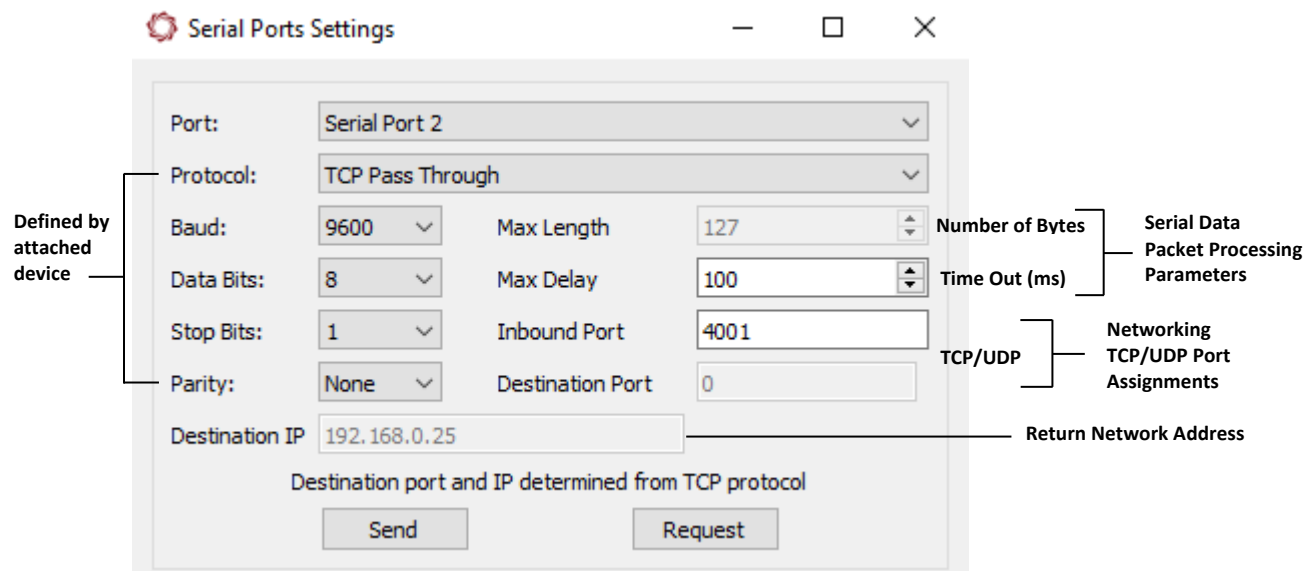 Serial Ports Settings
Port: Serial Port 2
Protocol: TCP Pass Through
Defined by
attached
device
Baud: 9600 Max Length 127 Number of Bytes
Data Bits: 8 Max Delay 100 Time Out (ms)
Serial Data
Packet Processing
Parameters
Stop Bits: 1 Inbound Port 4001
TCP/UDP
Parity: None Destination Port 0
Networking
TCP/UDP Port
Assignments
Destination IP 192.168.0.25 Return Network Address
Destination port and IP determined from TCP protocol
Send Request